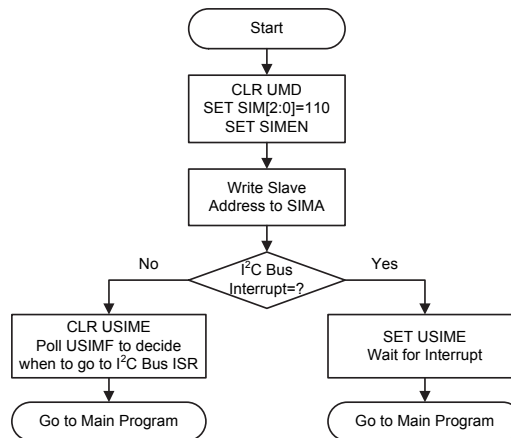 Start
CLR UMD
SET SIM[2:0]=110
SET SIMEN
Write Slave
Address to SIMA
I²C Bus
Interrupt=?
No
Yes
CLR USIME
Poll USIMF to decide
when to go to I²C Bus ISR
SET USIME
Wait for Interrupt
Go to Main Program
Go to Main Program